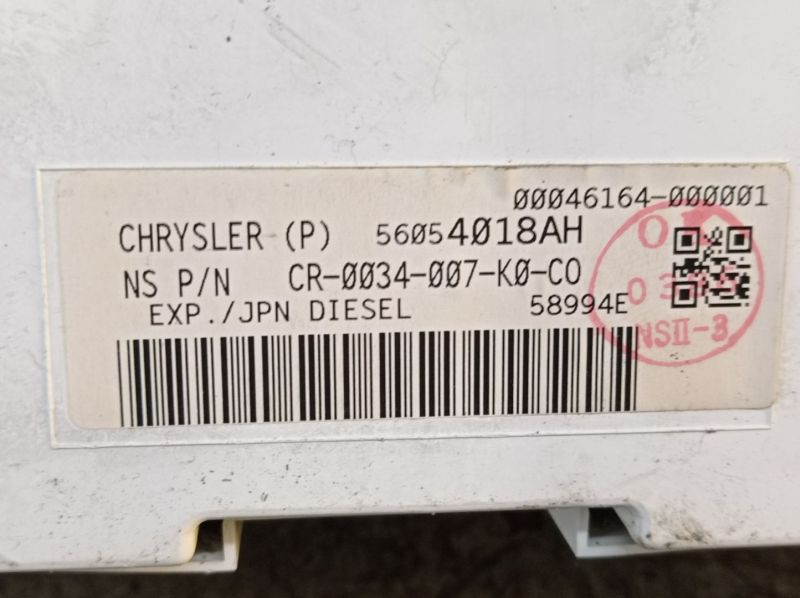 00046164-000001
CHRYSLER (P) 56054018AH
NS P/N CR-0034-007-K0-C0
EXP./JPN DIESEL 58994E
NSII-3